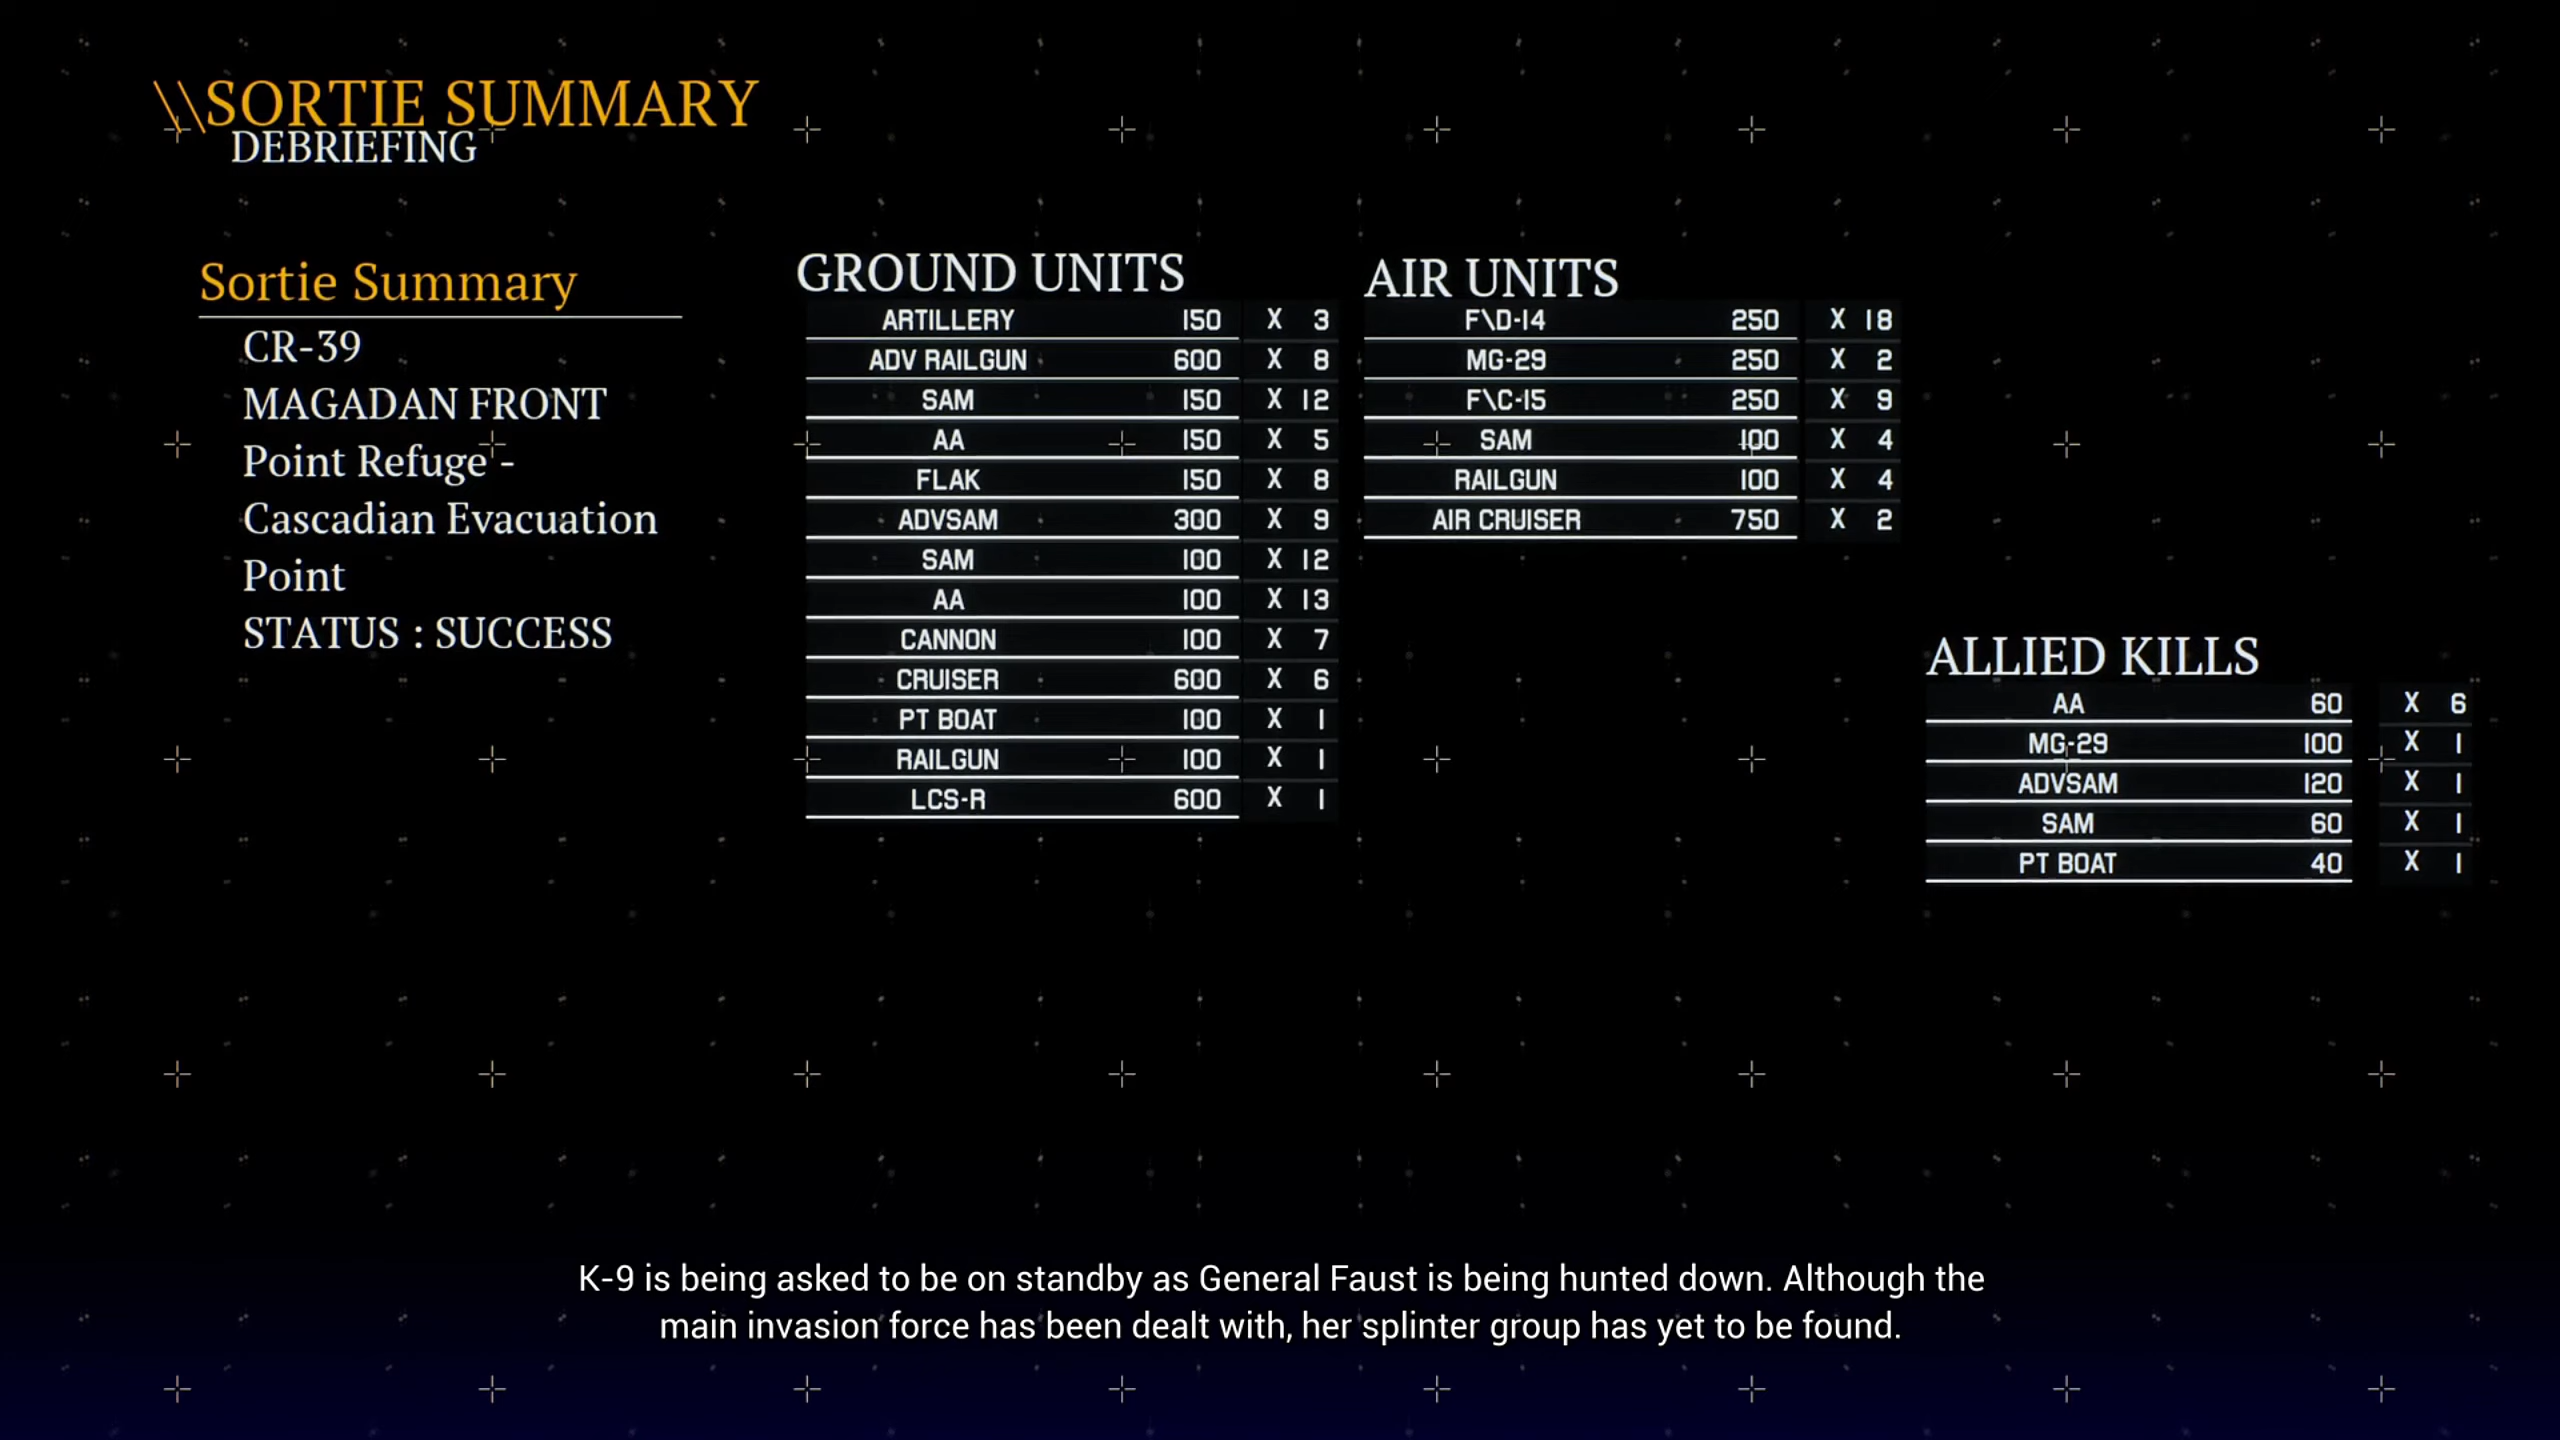 \\SORTIE SUMMARY
DEBRIEFING
Sortie Summary
CR-39
MAGADAN FRONT
Point Refuge -
Cascadian Evacuation
Point
STATUS : SUCCESS
GROUND UNITS
ARTILLERY 150 X 3
ADV RAILGUN 600 X 8
SAM 150 X 12
AA 150 X 5
FLAK 150 X 8
ADVSAM 300 X 9
SAM 100 X 12
AA 100 X 13
CANNON 100 X 7
CRUISER 600 X 6
PT BOAT 100 X 1
RAILGUN 100 X 1
LCS-R 600 X 1
AIR UNITS
F\D-14 250 X 18
MG-29 250 X 2
F\C-15 250 X 9
SAM 100 X 4
RAILGUN 100 X 4
AIR CRUISER 750 X 2
ALLIED KILLS
AA 60 X 6
MG-29 100 X 1
ADVSAM 120 X 1
SAM 60 X 1
PT BOAT 40 X 1
K-9 is being asked to be on standby as General Faust is being hunted down. Although the
main invasion force has been dealt with, her splinter group has yet to be found.